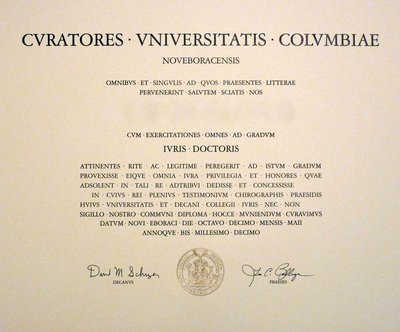 CVRATORES · VNIVERSITATIS · COLVMBIAE
NOVEBORACENSIS
OMNIBVS · ET · SINGVLIS · AD · QVOS · PRAESENTES · LITTERAE
PERVENERINT · SALVTEM · SCIATIS · NOS
CVM · EXERCITATIONES · OMNES · AD · GRADVM
IVRIS · DOCTORIS
ATTINENTES · RITE · AC · LEGITIME · PEREGERIT · AD · ISTVM · GRADVM
PROVEXISSE · EIQVE · OMNIA · IVRA · PRIVILEGIA · ET · HONORES · QVAE
ADSOLENT · IN · TALI · RE · ADTRIBVI · DEDISSE · ET · CONCESSISSE
IN · CVIVS · REI · PLENIVS · TESTIMONIVM · CHIROGRAPHIS · PRAESIDIS
HVIVS · VNIVERSITATIS · ET · DECANI · COLLEGII · IVRIS · NEC · NON
SIGILLO · NOSTRO · COMMVNI · DIPLOMA · HOCCE · MVNIENDVM · CVRAVIMVS
DATVM · NOVI · EBORACI · DIE · OCTAVO · DECIMO · MENSIS · MAII
ANNOQVE · BIS · MILLESIMO · DECIMO
David M Schizer
DECANVS
PRAESES